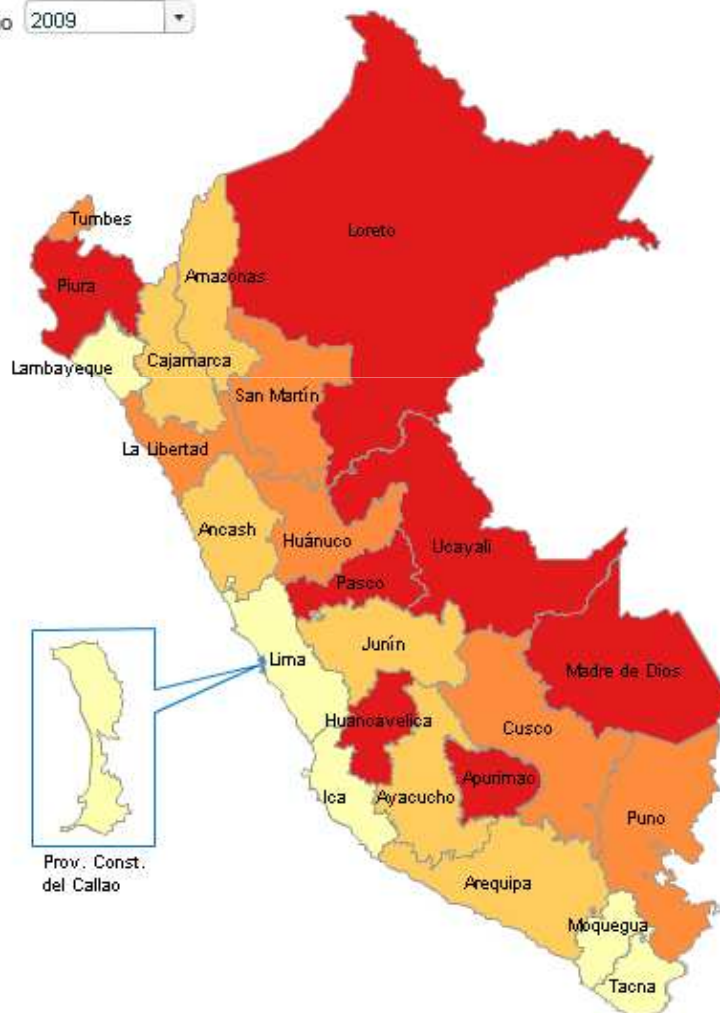 o 2009
Tumbes
Loreto
Piura
Amazonas
Lambayeque
Cajamarca
San Martín
La Libertad
Ancash
Huánuco
Ucayali
Pasco
Junín
Lima
Madre de Dios
Huancavelica
Cusco
Apurímac
Ica
Ayacucho
Puno
Prov. Const.
del Callao
Arequipa
Moquegua
Tacna